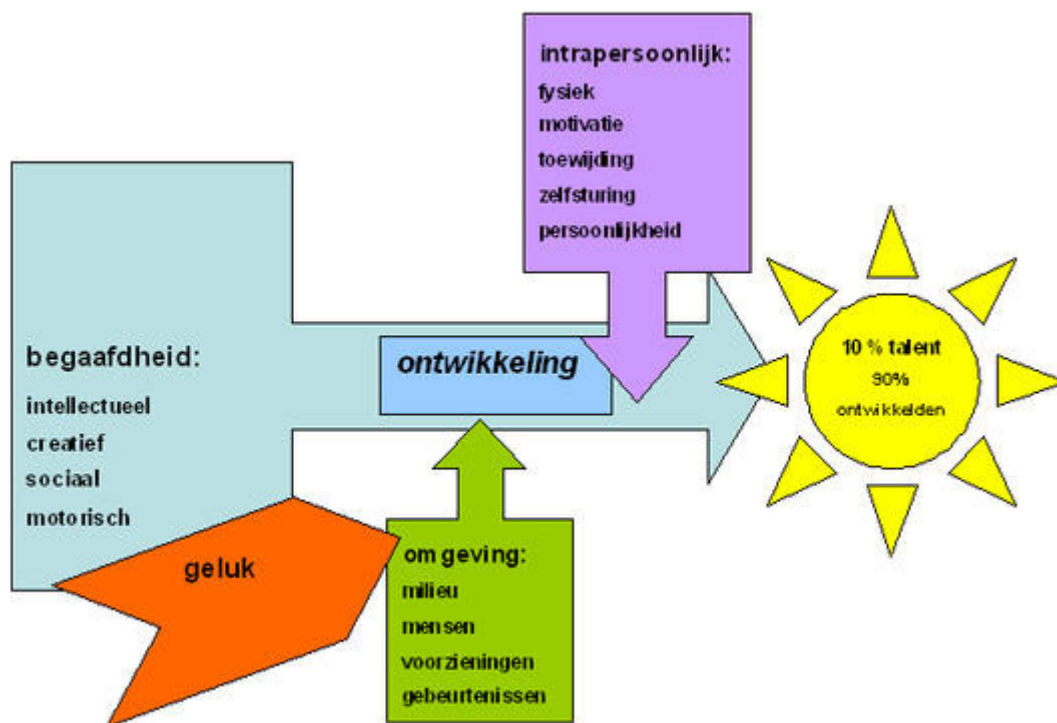 intrapersoonlijk:
fysiek
motivatie
toewijding
zelfsturing
persoonlijkheid
begaafdheid:
intellectueel
creatief
sociaal
motorisch
ontwikkeling
10 % talent
90%
ontwikkelden
geluk
omgeving:
milieu
mensen
voorzieningen
gebeurtenissen